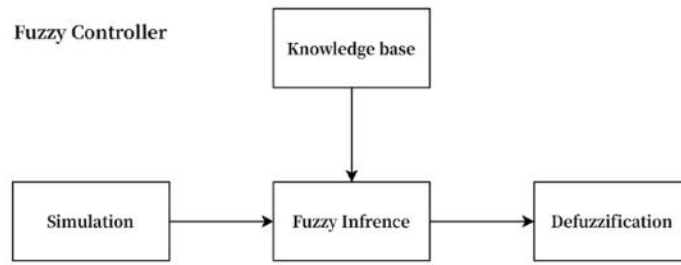 Fuzzy Controller
Knowledge base
Simulation
Fuzzy Infrence
Defuzzification